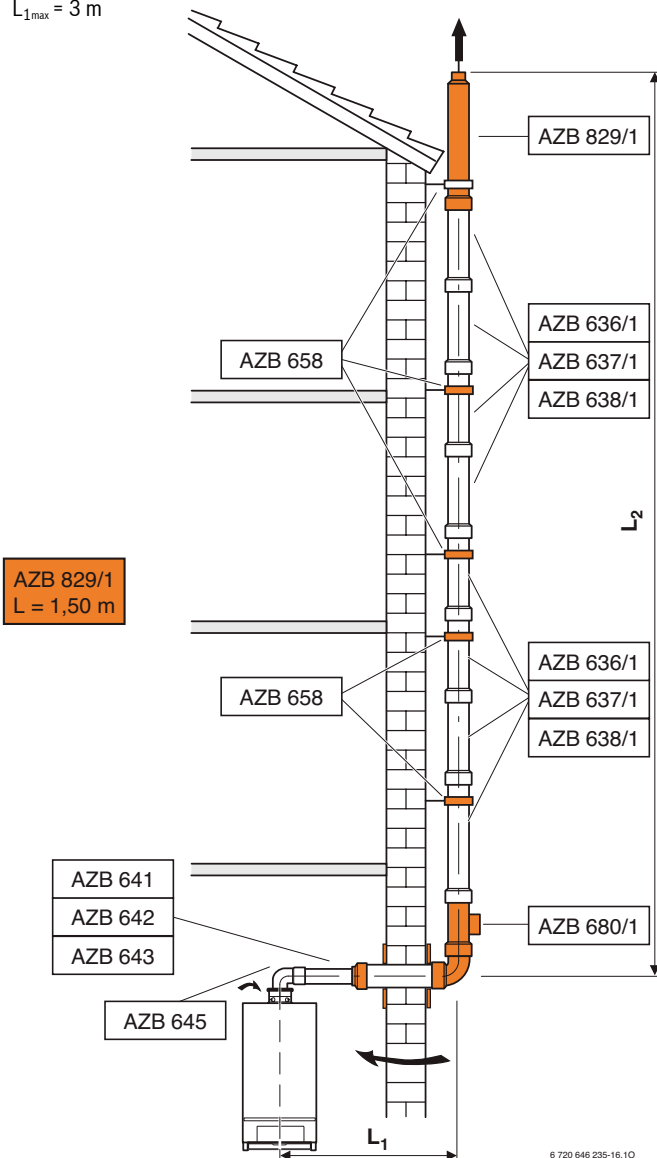 L1max = 3 m
AZB 829/1
AZB 636/1
AZB 637/1
AZB 638/1
AZB 658
L2
AZB 829/1
L = 1,50 m
AZB 636/1
AZB 637/1
AZB 638/1
AZB 658
AZB 641
AZB 642
AZB 643
AZB 680/1
AZB 645
L1
6 720 646 235-16.1O